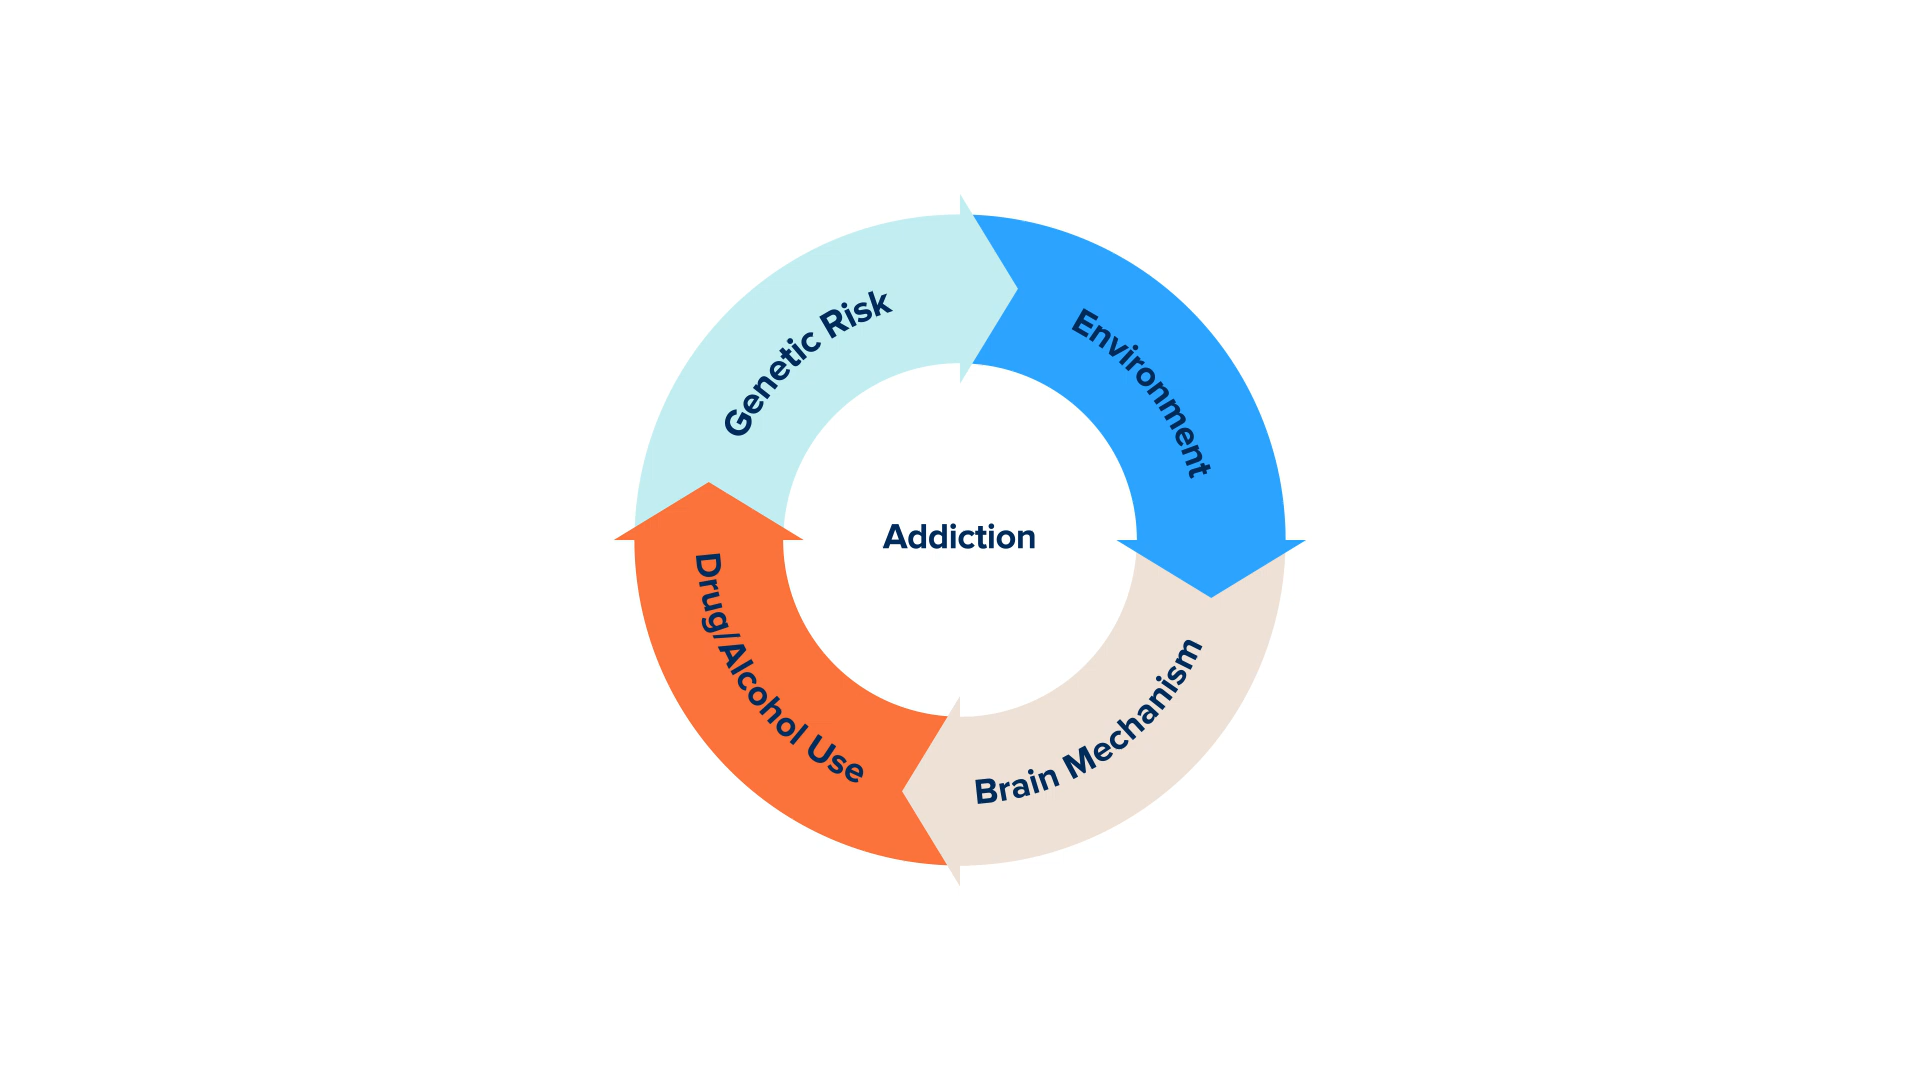 Genetic Risk
Environment
Addiction
Drug/Alcohol Use
Brain Mechanism